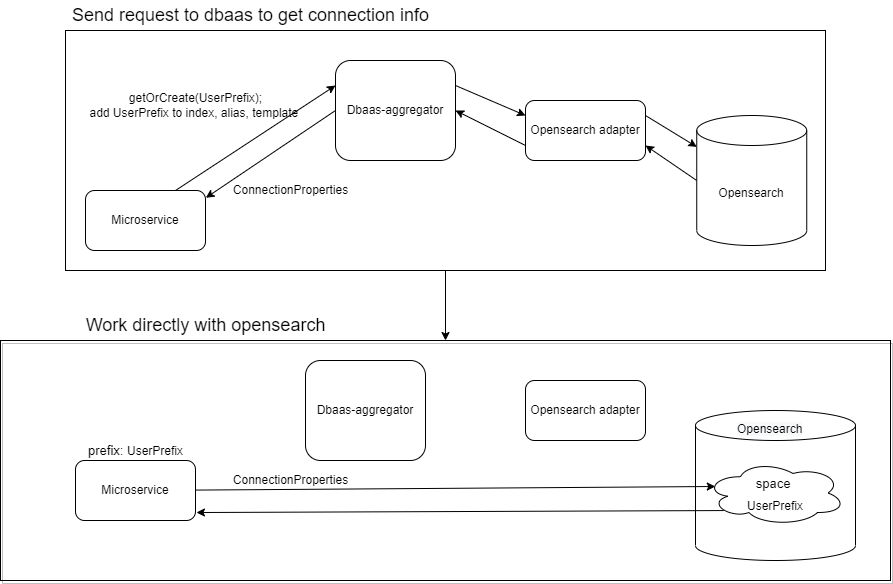 Send request to dbaas to get connection info
getOrCreate(UserPrefix);
add UserPrefix to index, alias, template
Dbaas-aggregator
Opensearch adapter
Opensearch
ConnectionProperties
Microservice
Work directly with opensearch
Dbaas-aggregator
Opensearch adapter
Opensearch
prefix: UserPrefix
Microservice
ConnectionProperties
space
UserPrefix